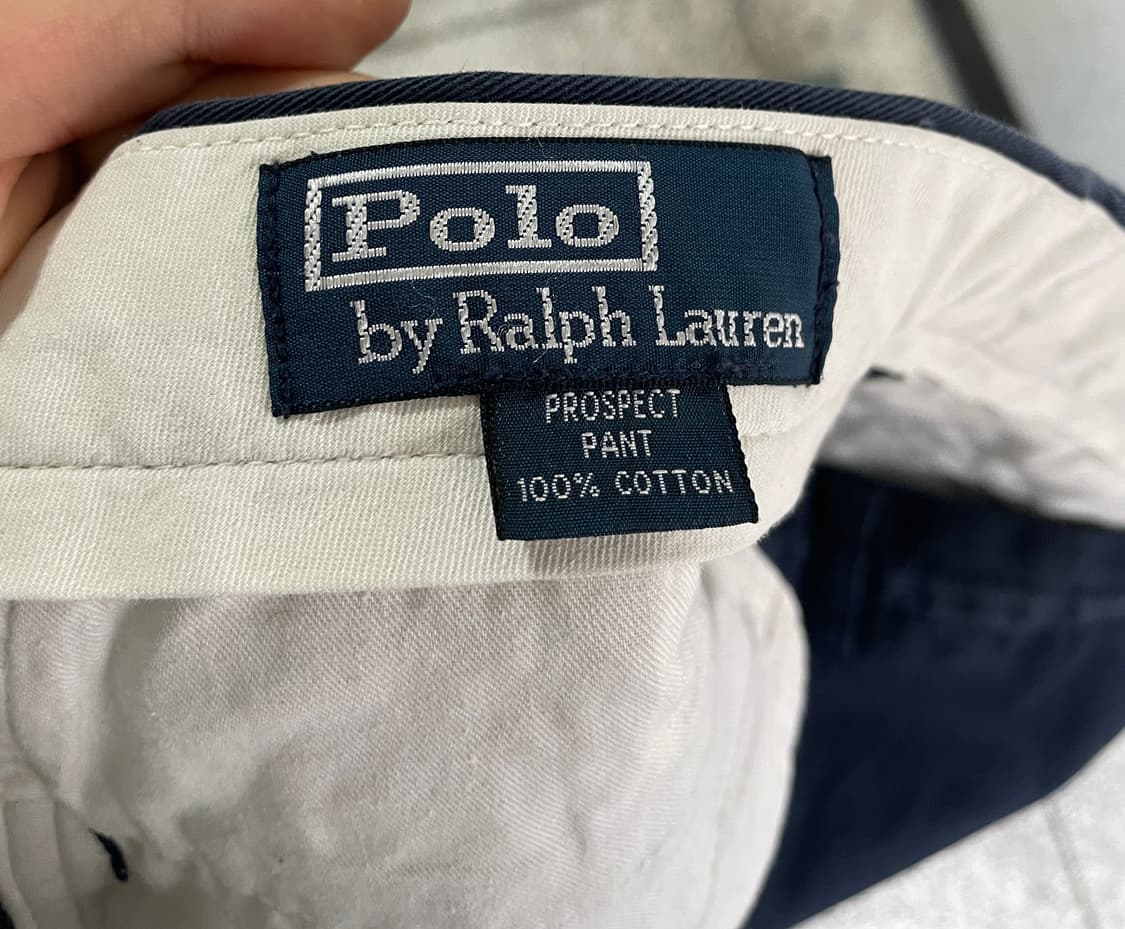 Polo
by Ralph Lauren
PROSPECT
PANT
100% COTTON